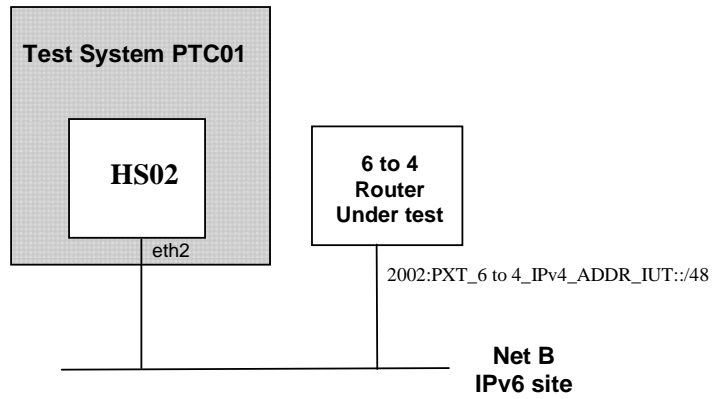 Test System PTC01
HS02
eth2
6 to 4
Router
Under test
2002:PXT_6 to 4_IPv4_ADDR_IUT::/48
Net B
IPv6 site